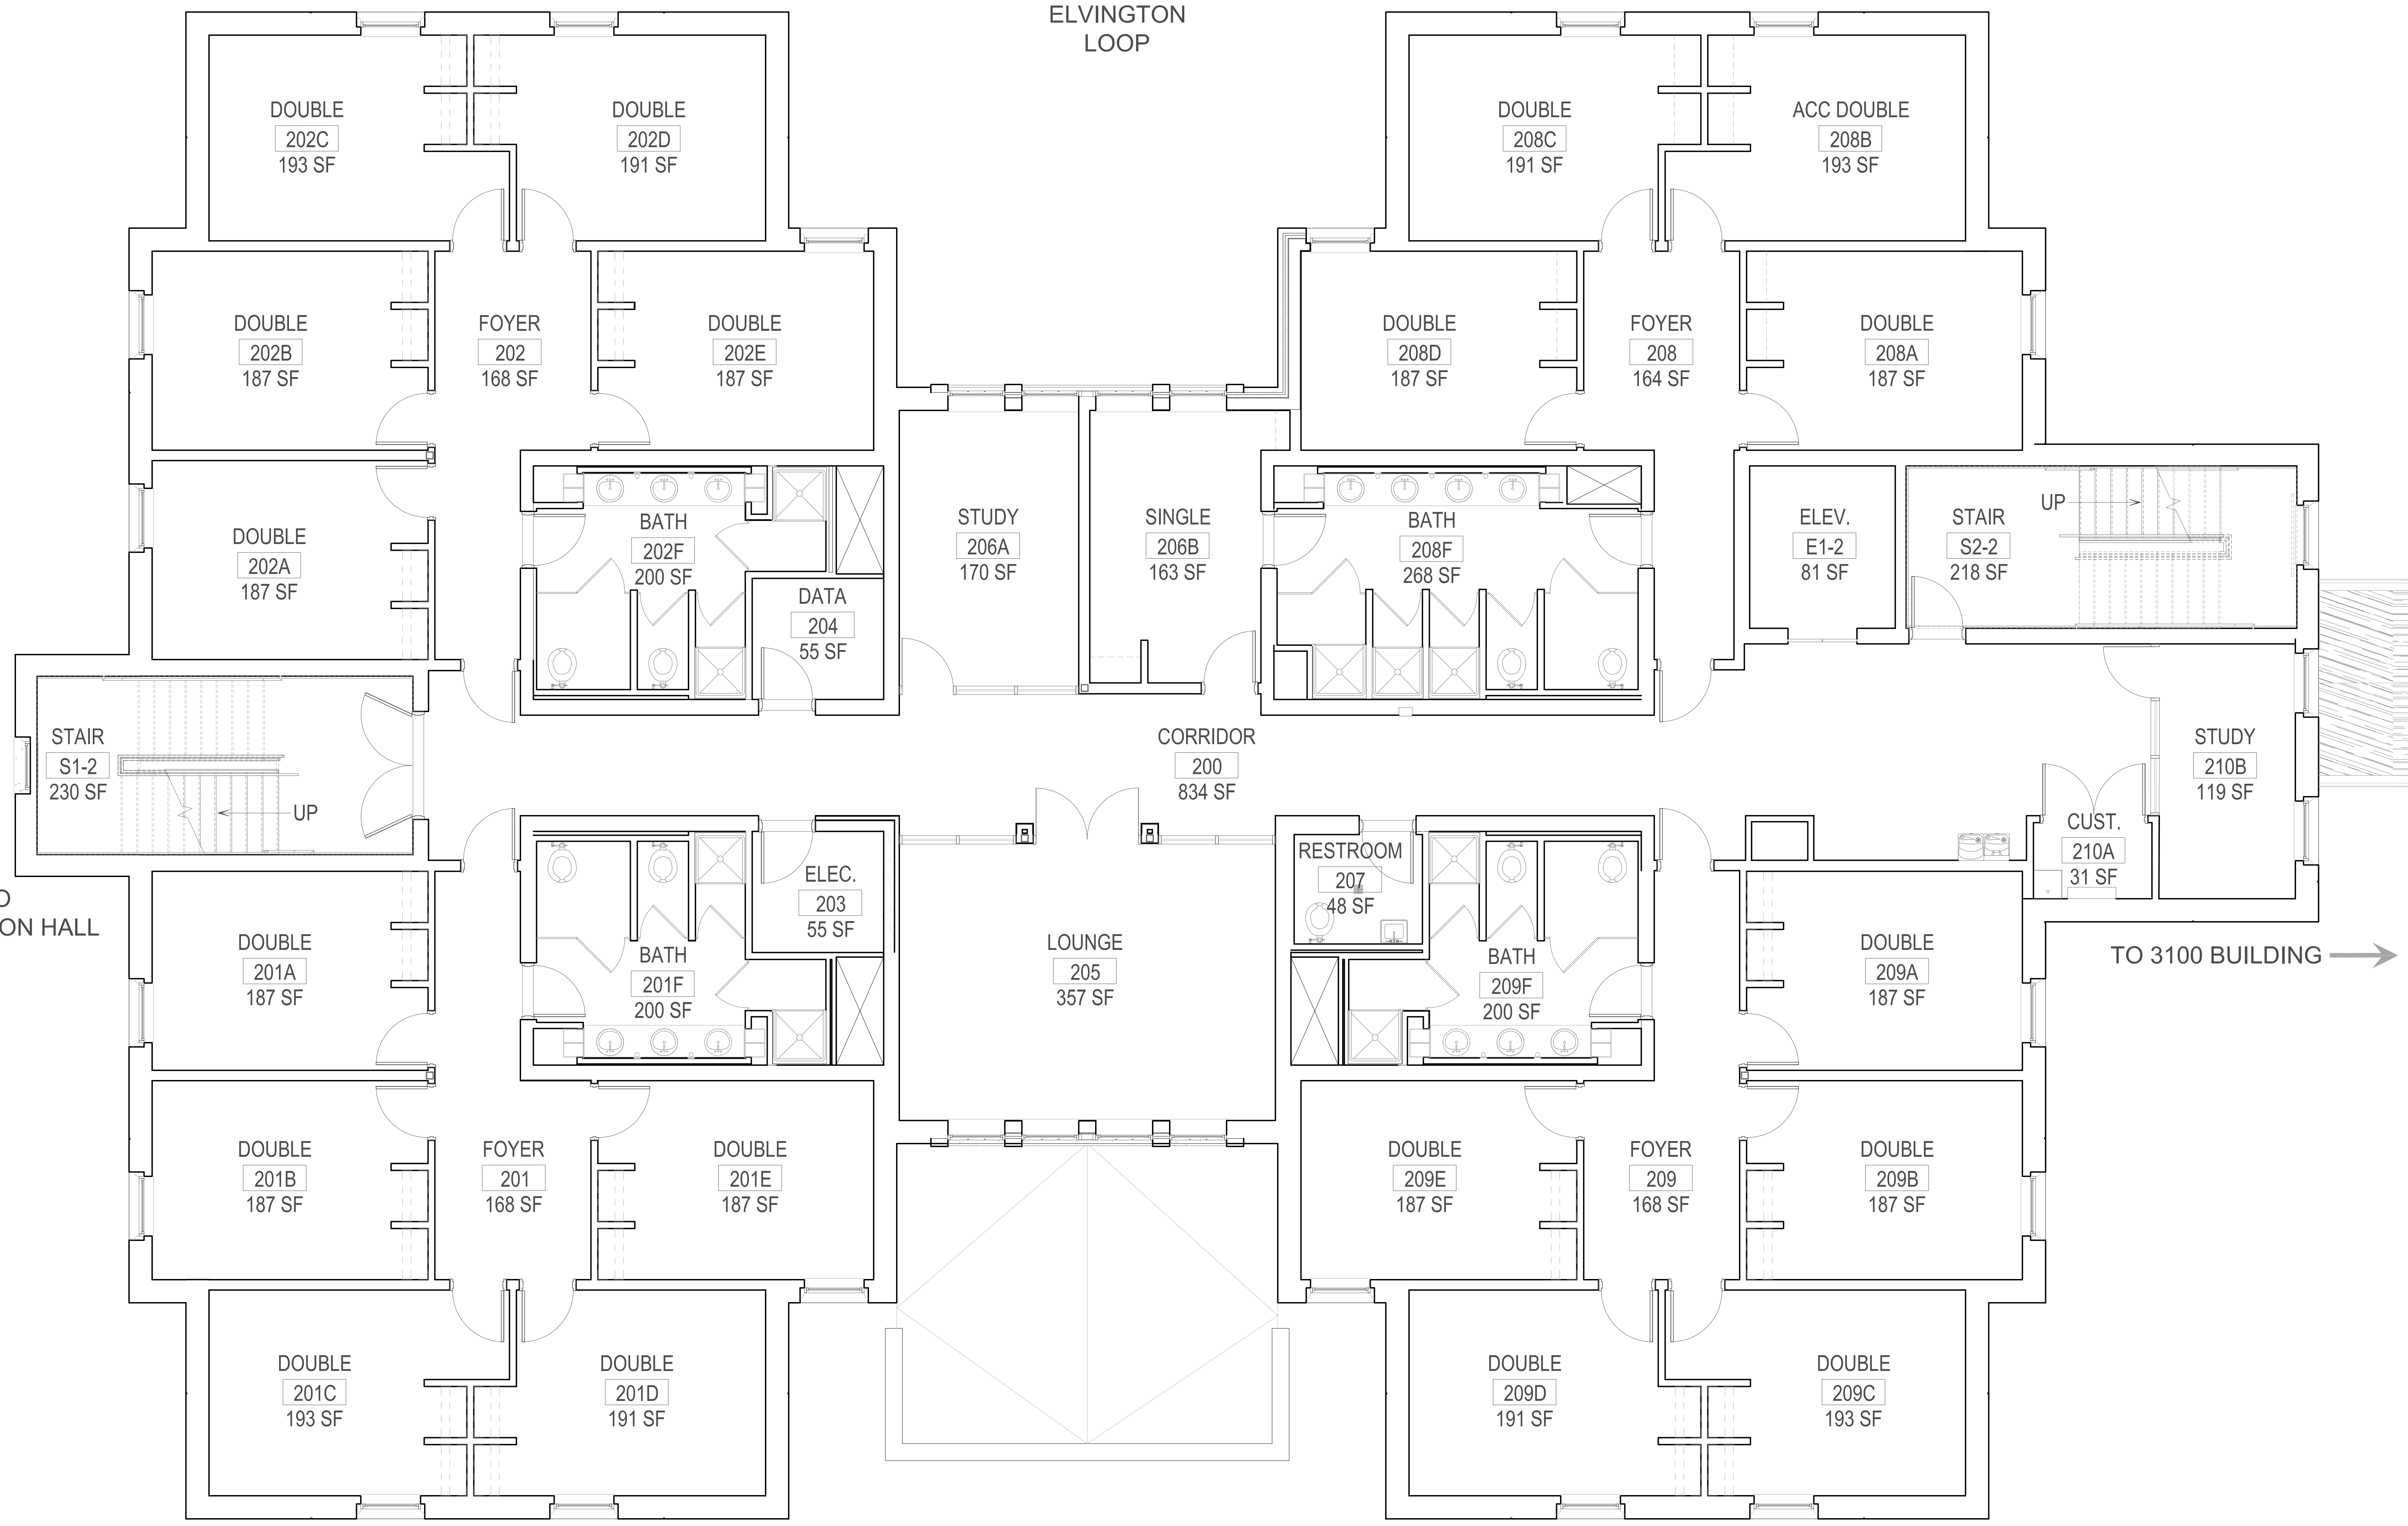 ELVINGTON
LOOP
DOUBLE
202C
193 SF
DOUBLE
202D
191 SF
DOUBLE
208C
191 SF
ACC DOUBLE
208B
193 SF
DOUBLE
202B
187 SF
FOYER
202
168 SF
DOUBLE
202E
187 SF
DOUBLE
208D
187 SF
FOYER
208
164 SF
DOUBLE
208A
187 SF
DOUBLE
202A
187 SF
BATH
202F
200 SF
DATA
204
55 SF
STUDY
206A
170 SF
SINGLE
206B
163 SF
BATH
208F
268 SF
ELEV.
E1-2
81 SF
STAIR
S2-2
218 SF
UP
STAIR
S1-2
230 SF
UP
CORRIDOR
200
834 SF
STUDY
210B
119 SF
CUST.
210A
31 SF
ON HALL
DOUBLE
201A
187 SF
BATH
201F
200 SF
ELEC.
203
55 SF
LOUNGE
205
357 SF
RESTROOM
207
48 SF
BATH
209F
200 SF
DOUBLE
209A
187 SF
TO 3100 BUILDING
DOUBLE
201B
187 SF
FOYER
201
168 SF
DOUBLE
201E
187 SF
DOUBLE
209E
187 SF
FOYER
209
168 SF
DOUBLE
209B
187 SF
DOUBLE
201C
193 SF
DOUBLE
201D
191 SF
DOUBLE
209D
191 SF
DOUBLE
209C
193 SF